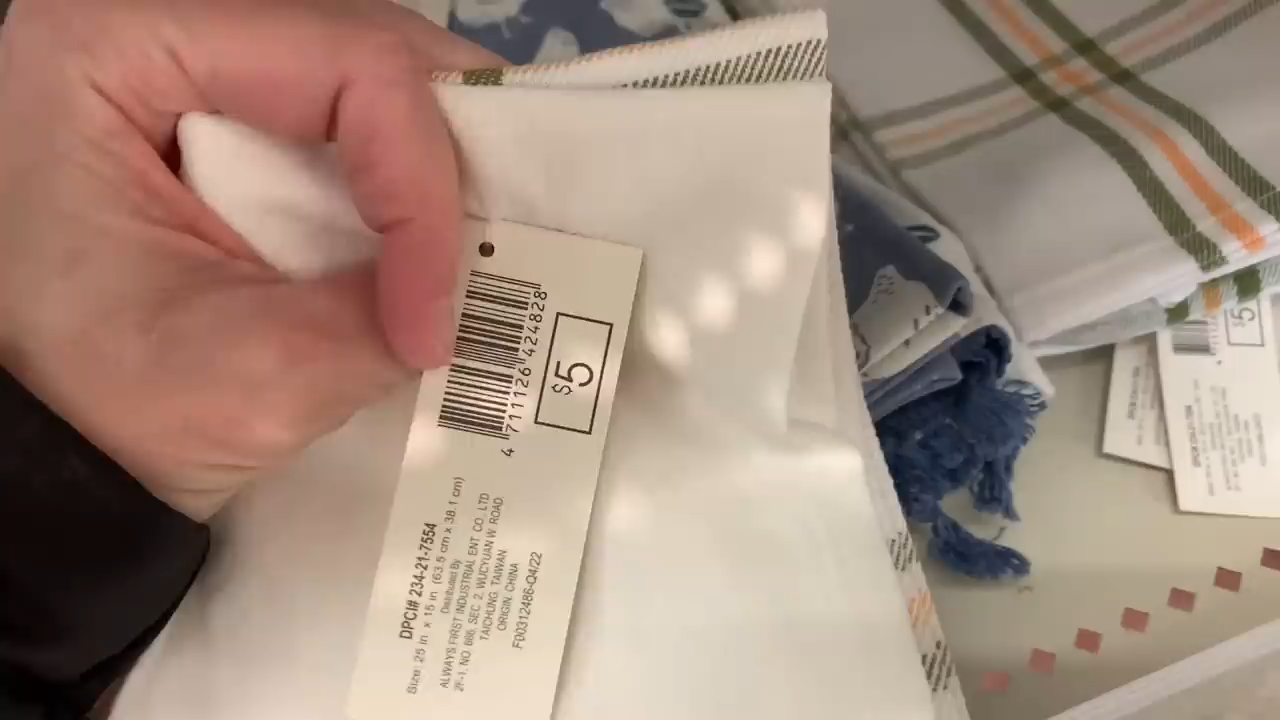 4 711126 424828
$5
DPCI# 234-21-7554
Size: 25 in x 15 in (63.5 cm x 38.1 cm)
Distributed By
ALWAYS FIRST INDUSTRIAL ENT CO., LTD
2F-1, NO. 666, SEC. 2, WUCYUAN W. ROAD,
TAICHUNG, TAIWAN
ORIGIN: CHINA
F00312486-Q4/22
$5